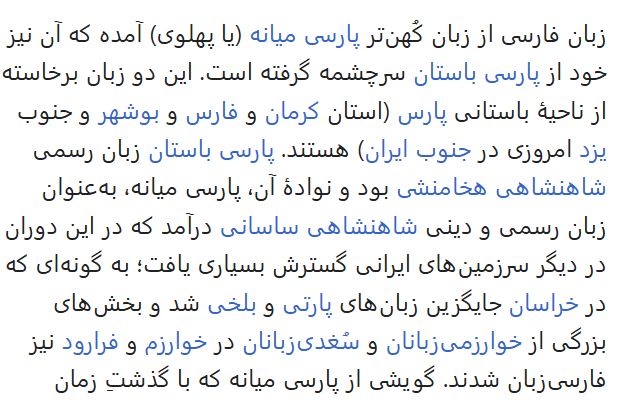 زبان فارسی از زبان کُهن‌تر پارسی میانه (یا پهلوی) آمده که آن نیز
خود از پارسی باستان سرچشمه گرفته است. این دو زبان برخاسته
از ناحیهٔ باستانی پارس (استان کرمان و فارس و بوشهر و جنوب
یزد امروزی در جنوب ایران) هستند. پارسی باستان زبان رسمی
شاهنشاهی هخامنشی بود و نوادهٔ آن، پارسی میانه، به‌عنوان
زبان رسمی و دینی شاهنشاهی ساسانی درآمد که در این دوران
در دیگر سرزمین‌های ایرانی گسترش بسیاری یافت؛ به گونه‌ای که
در خراسان جایگزین زبان‌های پارتی و بلخی شد و بخش‌های
بزرگی از خوارزمی‌زبانان و سُغدی‌زبانان در خوارزم و فرارود نیز
فارسی‌زبان شدند. گویشی از پارسی میانه که با گذشتِ زمان